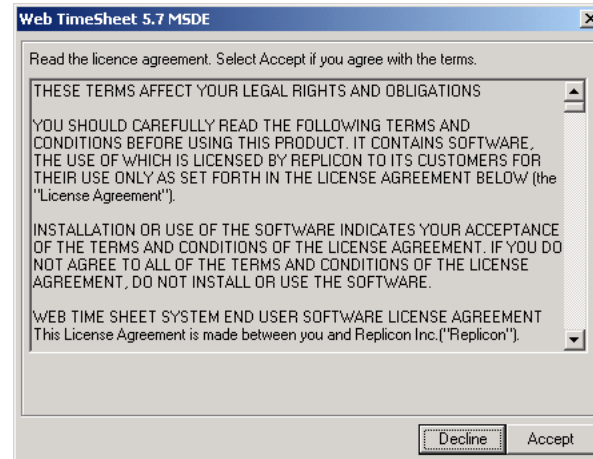 Web TimeSheet 5.7 MSDE
Read the licence agreement. Select Accept if you agree with the terms.
THESE TERMS AFFECT YOUR LEGAL RIGHTS AND OBLIGATIONS
YOU SHOULD CAREFULLY READ THE FOLLOWING TERMS AND
CONDITIONS BEFORE USING THIS PRODUCT. IT CONTAINS SOFTWARE,
THE USE OF WHICH IS LICENSED BY REPLICON TO ITS CUSTOMERS FOR
THEIR USE ONLY AS SET FORTH IN THE LICENSE AGREEMENT BELOW (the
"License Agreement").
INSTALLATION OR USE OF THE SOFTWARE INDICATES YOUR ACCEPTANCE
OF THE TERMS AND CONDITIONS OF THE LICENSE AGREEMENT. IF YOU DO
NOT AGREE TO ALL OF THE TERMS AND CONDITIONS OF THE LICENSE
AGREEMENT, DO NOT INSTALL OR USE THE SOFTWARE.
WEB TIME SHEET SYSTEM END USER SOFTWARE LICENSE AGREEMENT
This License Agreement is made between you and Replicon Inc.("Replicon").
Decline Accept